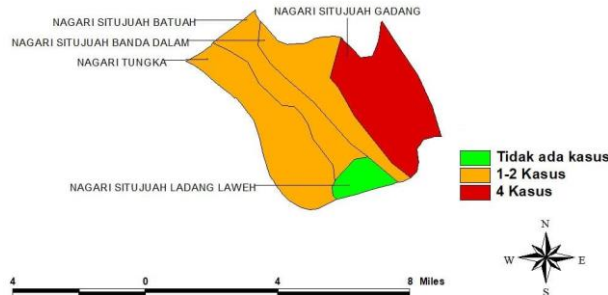 NAGARI SITUJUAH GADANG
NAGARI SITUJUAH BATUAH
NAGARI SITUJUAH BANDA DALAM
NAGARI TUNGKA
NAGARI SITUJUAH LADANG LAWEH
Tidak ada kasus
1-2 Kasus
4 Kasus
N
W E
S
4 0 4 8 Miles